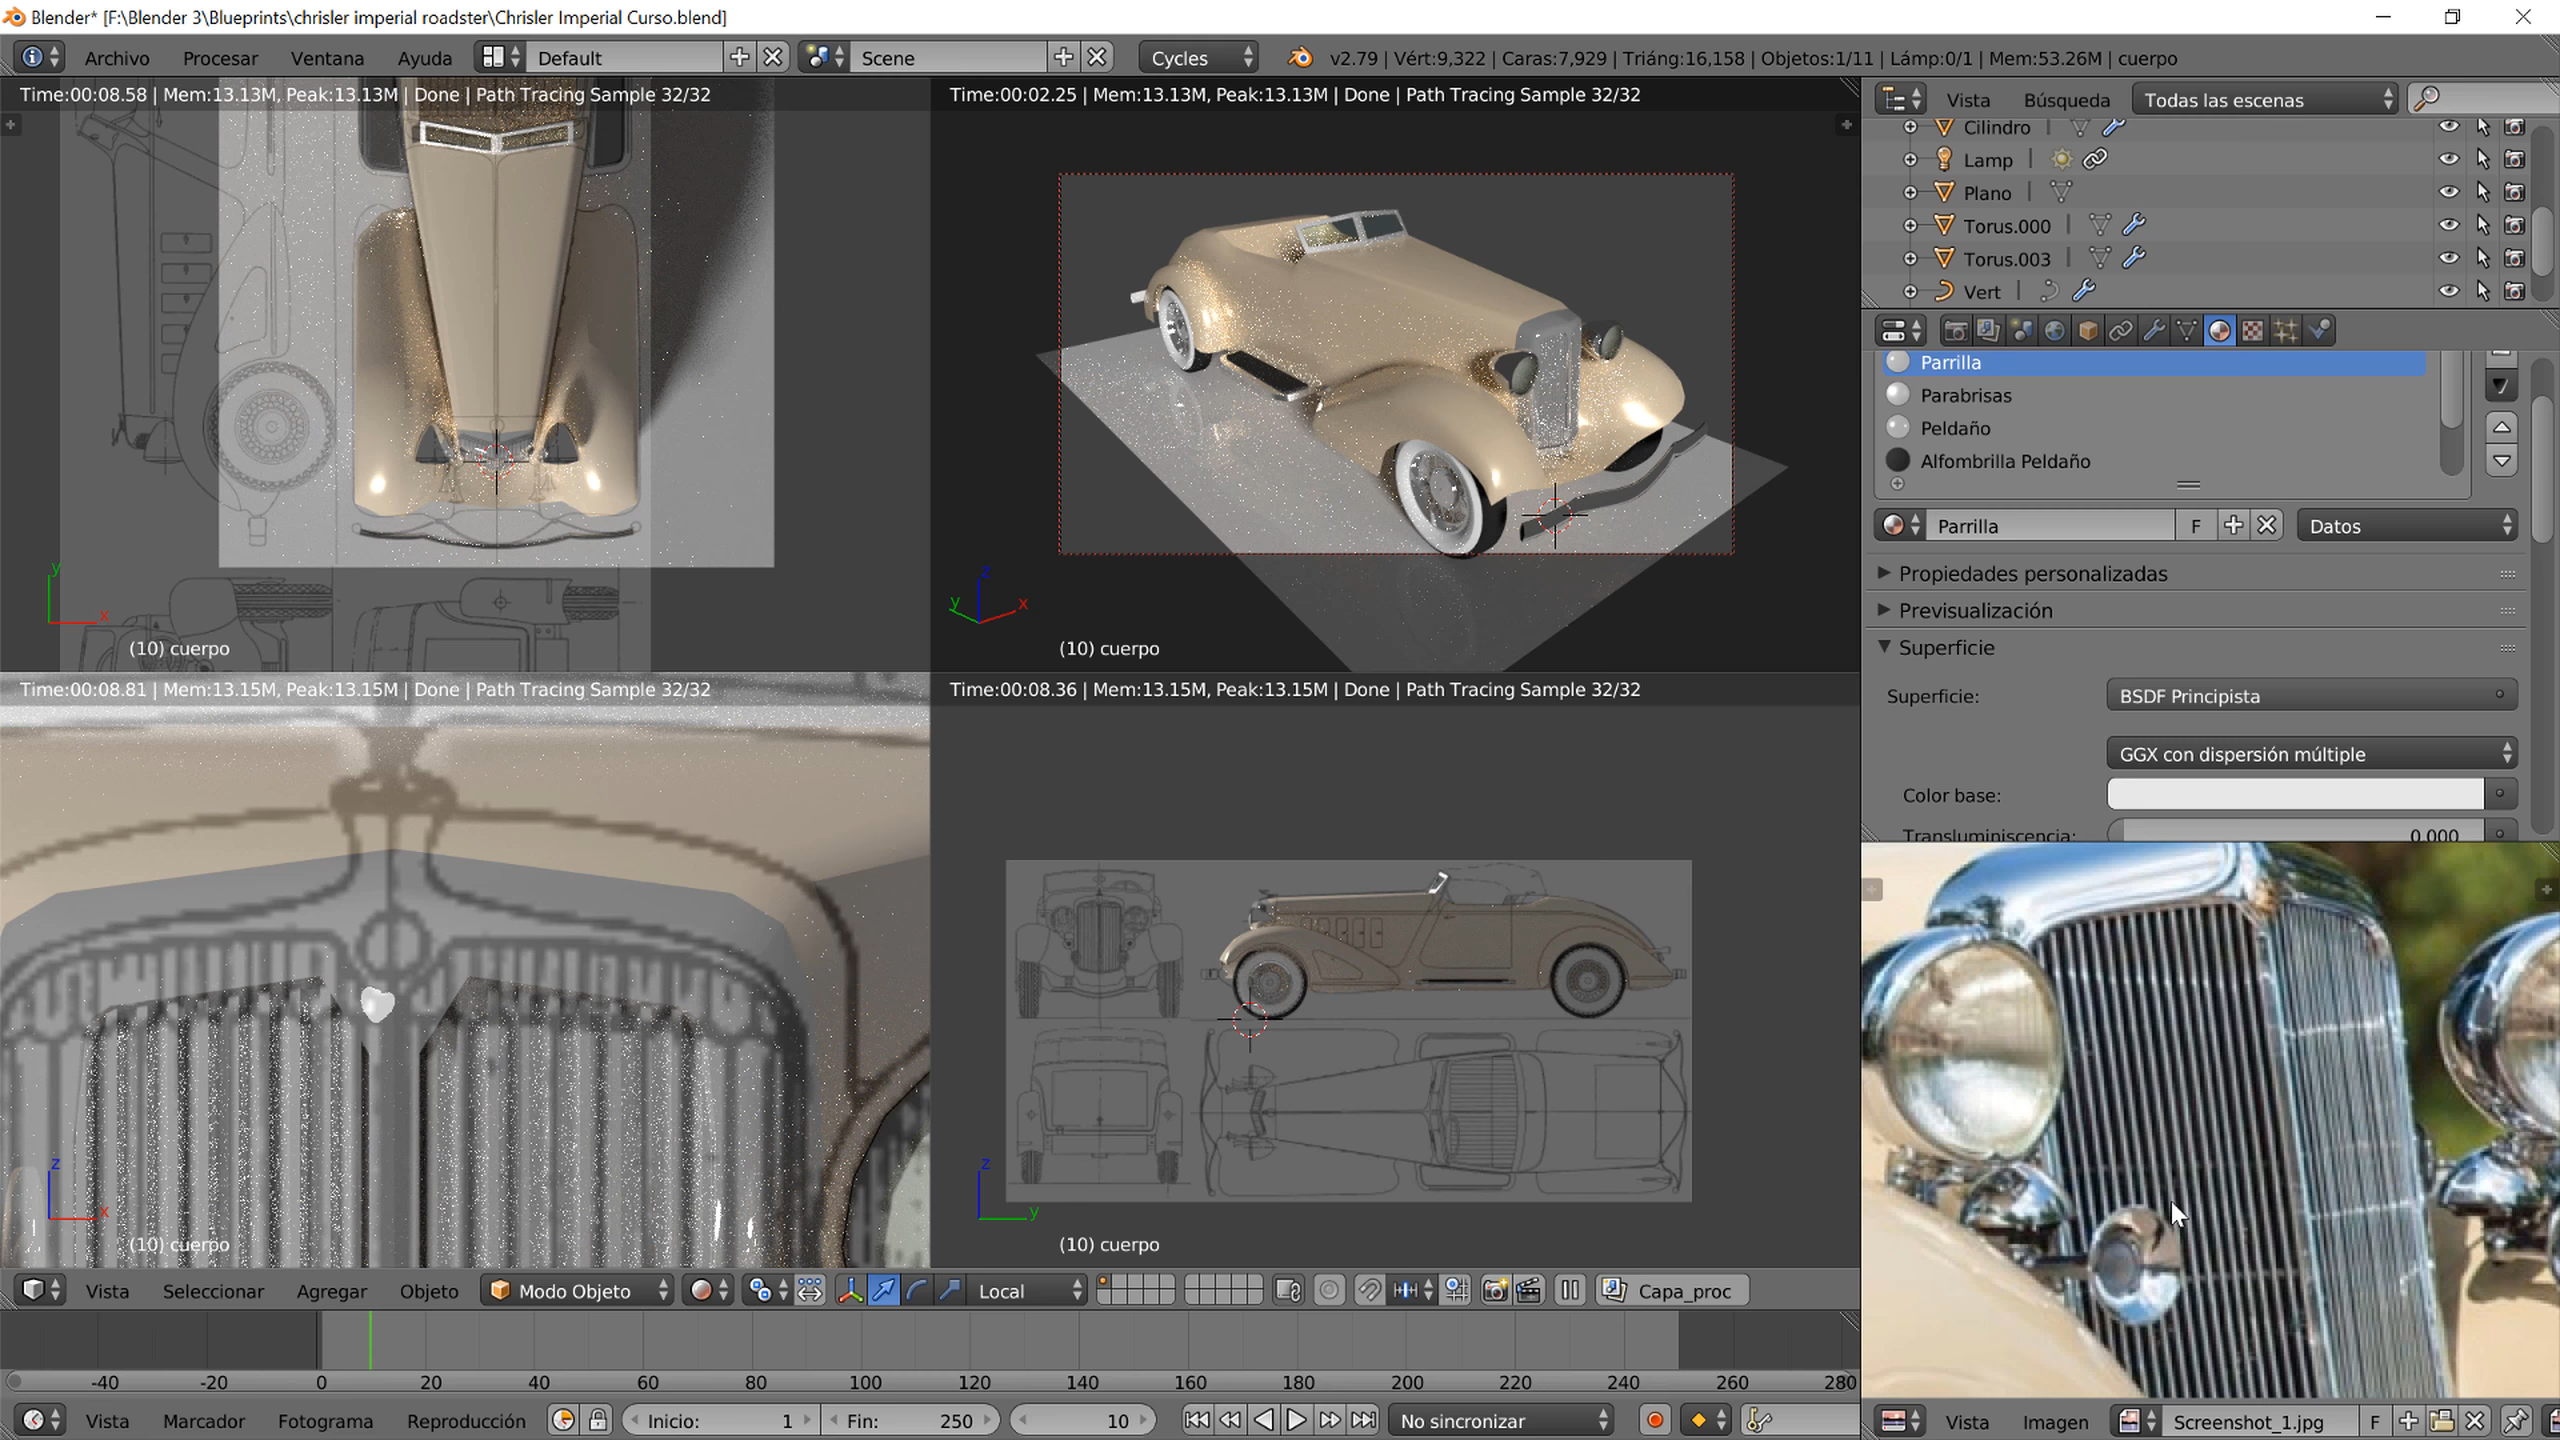 Blender* [F:\Blender 3\Blueprints\chrisler imperial roadster\Chrisler Imperial Curso.blend]
Archivo Procesar Ventana Ayuda Default Scene Cycles v2.79 | Vért:9,322 | Caras:7,929 | Triáng:16,158 | Objetos:1/11 | Lámp:0/1 | Mem:53.26M | cuerpo
Time:00:08.58 | Mem:13.13M, Peak:13.13M | Done | Path Tracing Sample 32/32
Time:00:02.25 | Mem:13.13M, Peak:13.13M | Done | Path Tracing Sample 32/32
Vista Búsqueda Todas las escenas
Cilindro
Lamp
Plano
Torus.000
Torus.003
Vert
Parrilla
Parabrisas
Peldaño
Alfombrilla Peldaño
Parrilla F Datos
Propiedades personalizadas
Previsualización
Superficie
Superficie: BSDF Principista
GGX con dispersión múltiple
Color base:
Transluminiscencia: 0.000
y
x
(10) cuerpo
z
y
x
(10) cuerpo
Time:00:08.81 | Mem:13.15M, Peak:13.15M | Done | Path Tracing Sample 32/32
Time:00:08.36 | Mem:13.15M, Peak:13.15M | Done | Path Tracing Sample 32/32
z
x
(10) cuerpo
z
y
(10) cuerpo
Vista Seleccionar Agregar Objeto Modo Objeto Local Capa_proc
-40 -20 0 20 40 60 80 100 120 140 160 180 200 220 240 260 280
Vista Marcador Fotograma Reproducción Inicio: 1 Fin: 250 10 No sincronizar
Vista Imagen Screenshot_1.jpg F